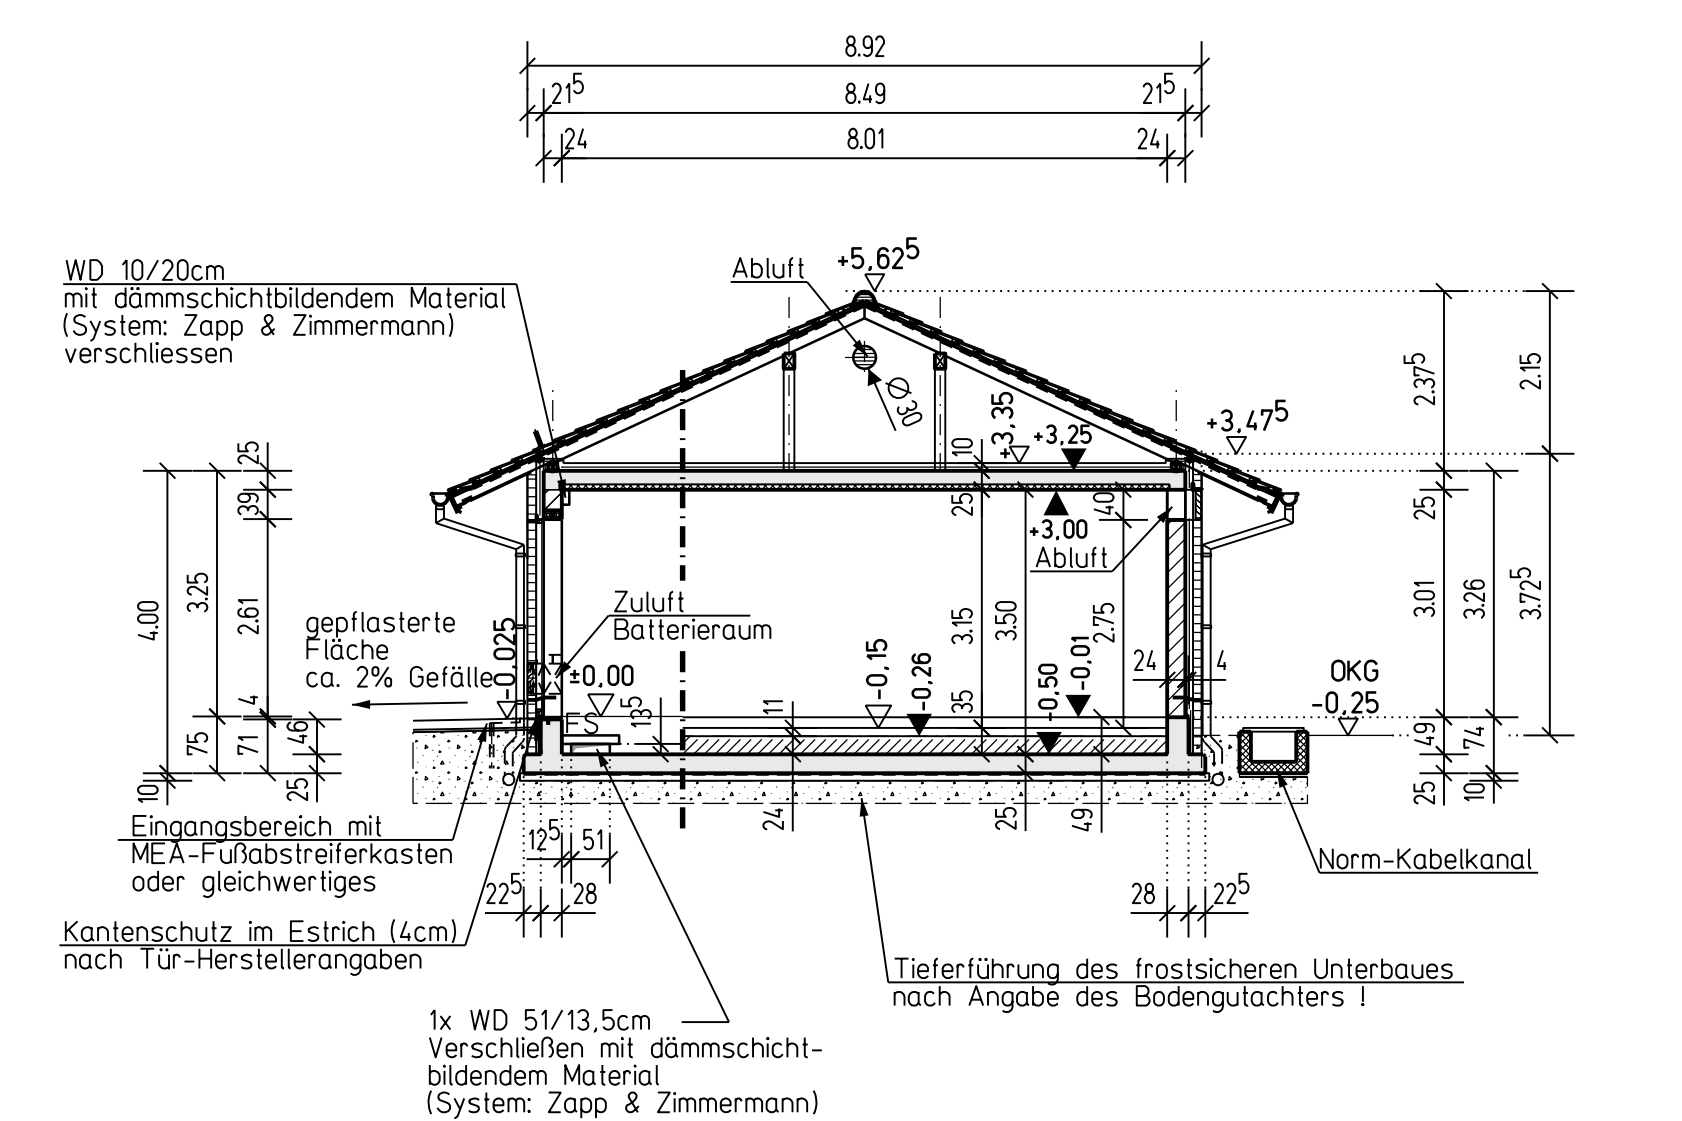 8.92
21⁵
8.49
21⁵
24
8.01
24
WD 10/20cm
mit dämmschichtbildendem Material
(System: Zapp & Zimmermann)
verschliessen
Abluft
+5,62⁵
Ø30
+3,35
+3,25
+3,47⁵
10
25
40
+3,00
Abluft
2.37⁵
2.15
25
3.01
3.26
3.72⁵
25
39
4.00
3.25
2.61
4
75
71
46
10
25
gepflasterte
Fläche
ca. 2% Gefälle
-0,025
Zuluft
Batterieraum
±0,00
FS
13⁵
11
-0,15
-0,26
3.15
3.50
2.75
35
-0,50
-0,01
24
4
OKG
-0,25
49
74
25
10
24
25
49
Eingangsbereich mit
MEA-Fußabstreiferkasten
oder gleichwertiges
12⁵
51
22⁵
28
28
22⁵
Norm-Kabelkanal
Kantenschutz im Estrich (4cm)
nach Tür-Herstellerangaben
Tieferführung des frostsicheren Unterbaues
nach Angabe des Bodengutachters !
1x WD 51/13,5cm
Verschließen mit dämmschicht-
bildendem Material
(System: Zapp & Zimmermann)